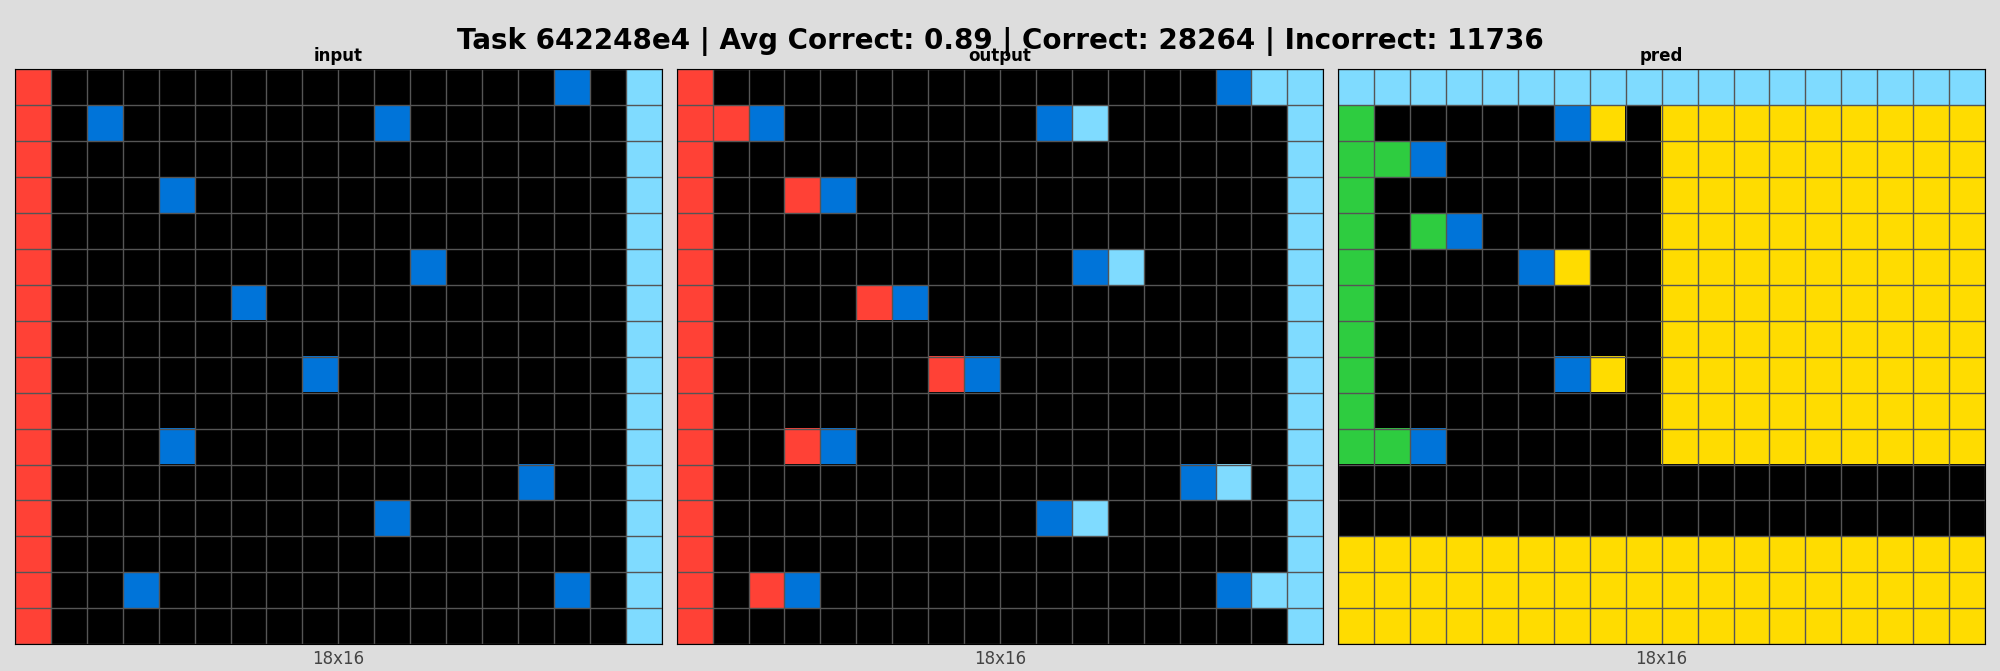 Task 642248e4 | Avg Correct: 0.89 | Correct: 28264 | Incorrect: 11736
input
output
pred
18x16
18x16
18x16